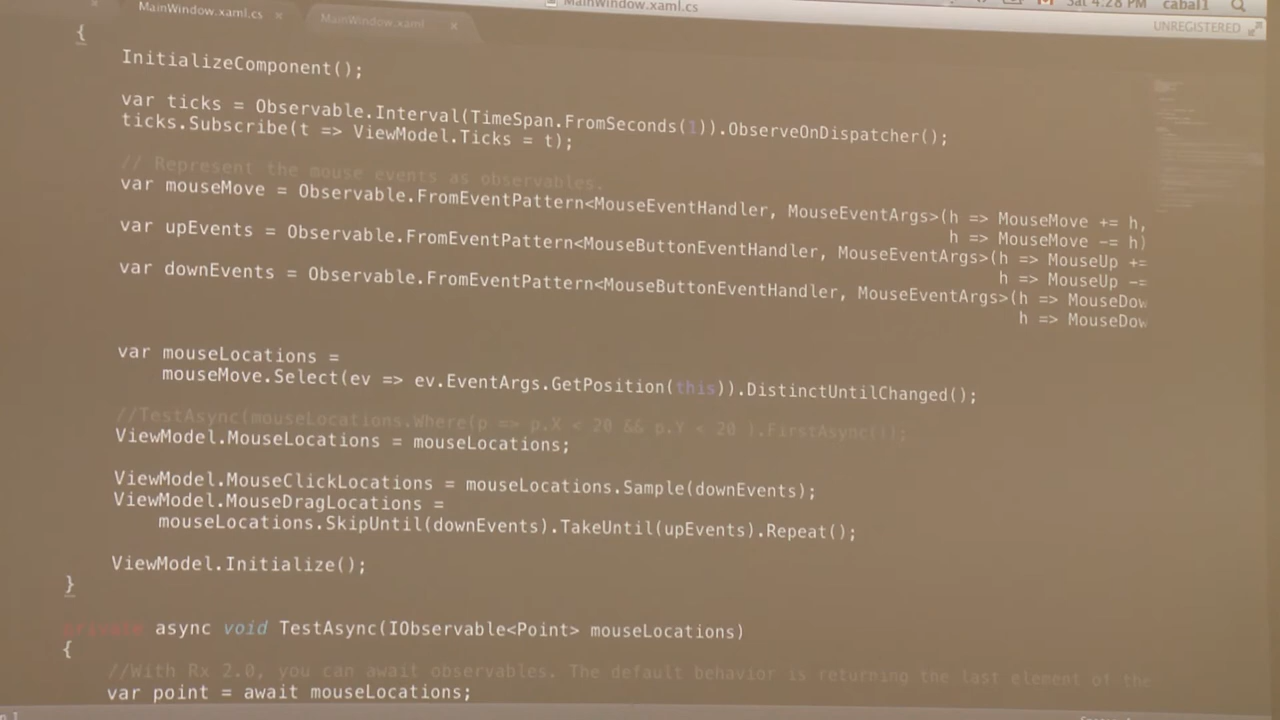 MainWindow.xaml.cs
Sat 4:28 PM cabal1
MainWindow.xaml.cs × MainWindow.xaml ×
UNREGISTERED
{
InitializeComponent();
var ticks = Observable.Interval(TimeSpan.FromSeconds(1)).ObserveOnDispatcher();
ticks.Subscribe(t => ViewModel.Ticks = t);
// Represent the mouse events as observables.
var mouseMove = Observable.FromEventPattern<MouseEventHandler, MouseEventArgs>(h => MouseMove += h,
h => MouseMove -= h)
var upEvents = Observable.FromEventPattern<MouseButtonEventHandler, MouseEventArgs>(h => MouseUp +=
h => MouseUp -=
var downEvents = Observable.FromEventPattern<MouseButtonEventHandler, MouseEventArgs>(h => MouseDow
h => MouseDow
var mouseLocations =
mouseMove.Select(ev => ev.EventArgs.GetPosition(this)).DistinctUntilChanged();
//TestAsync(mouseLocations.Where(p => p.X < 20 && p.Y < 20 ).FirstAsync());
ViewModel.MouseLocations = mouseLocations;
ViewModel.MouseClickLocations = mouseLocations.Sample(downEvents);
ViewModel.MouseDragLocations =
mouseLocations.SkipUntil(downEvents).TakeUntil(upEvents).Repeat();
ViewModel.Initialize();
}
private async void TestAsync(IObservable<Point> mouseLocations)
{
//With Rx 2.0, you can await observables. The default behavior is returning the last element of the
var point = await mouseLocations;